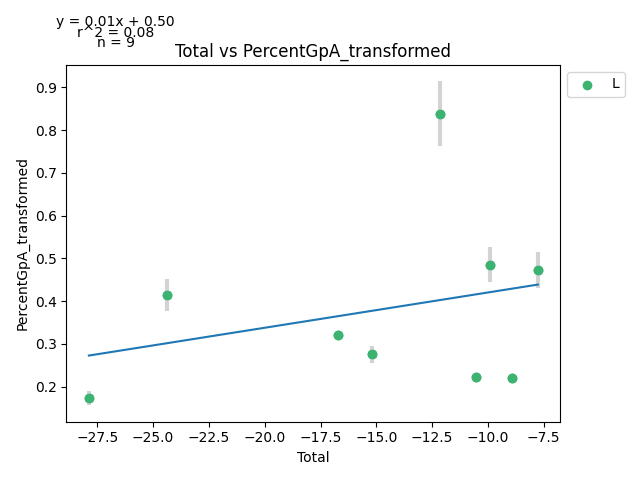 y = 0.01x + 0.50
r^2 = 0.08
n = 9
Total vs PercentGpA_transformed
L
PercentGpA_transformed
0.9
0.8
0.7
0.6
0.5
0.4
0.3
0.2
−27.5 −25.0 −22.5 −20.0 −17.5 −15.0 −12.5 −10.0 −7.5
Total